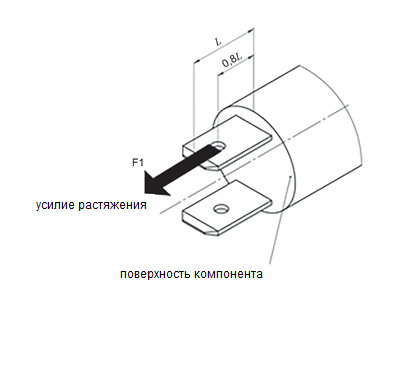 L
0,8L
F1
усилие растяжения
поверхность компонента